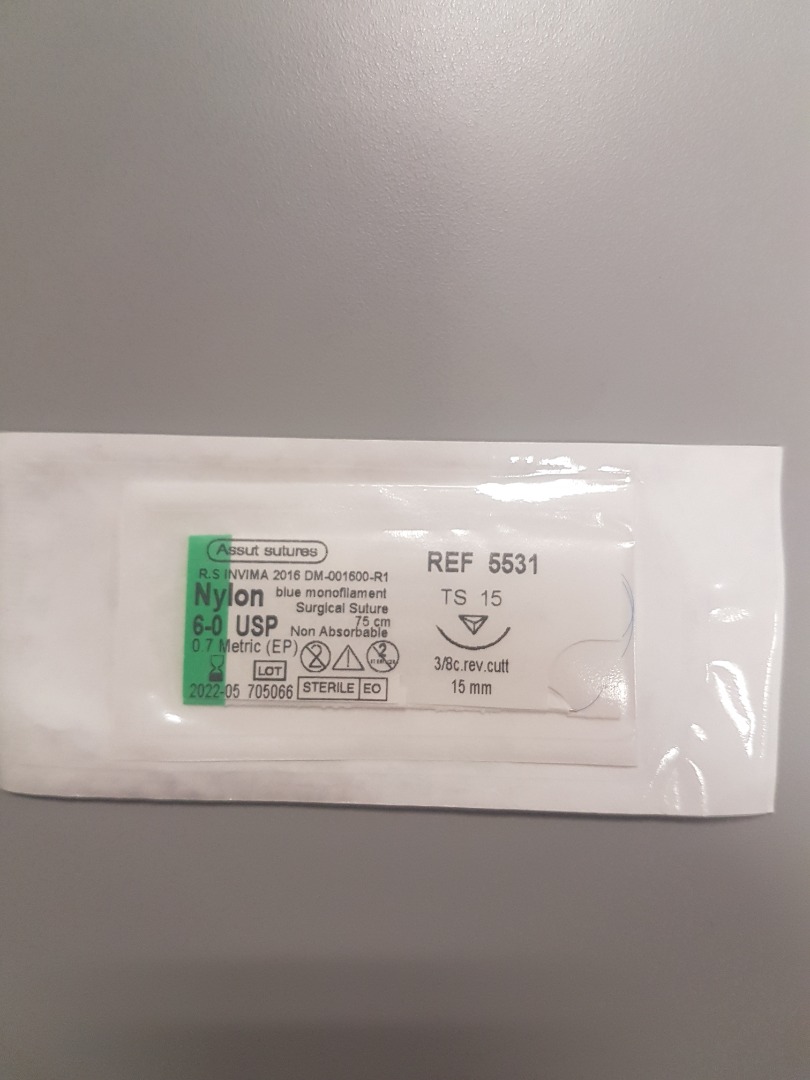 Assut sutures
R.S INVIMA 2016 DM-001600-R1
Nylon blue monofilament
Surgical Suture
6-0 USP 75 cm
Non Absorbable
0.7 Metric (EP)
2
LOT
2022-05 705066 STERILE EO
REF 5531
TS 15
3/8c.rev.cutt
15 mm